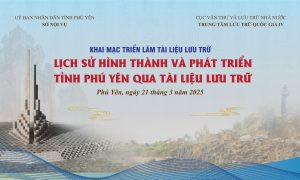 ỦY BAN NHÂN DÂN TỈNH PHÚ YÊN
SỞ NỘI VỤ
CỤC VĂN THƯ VÀ LƯU TRỮ NHÀ NƯỚC
TRUNG TÂM LƯU TRỮ QUỐC GIA IV
KHAI MẠC TRIỂN LÃM TÀI LIỆU LƯU TRỮ
LỊCH SỬ HÌNH THÀNH VÀ PHÁT TRIỂN
TỈNH PHÚ YÊN QUA TÀI LIỆU LƯU TRỮ
Phú Yên, ngày 21 tháng 3 năm 2025